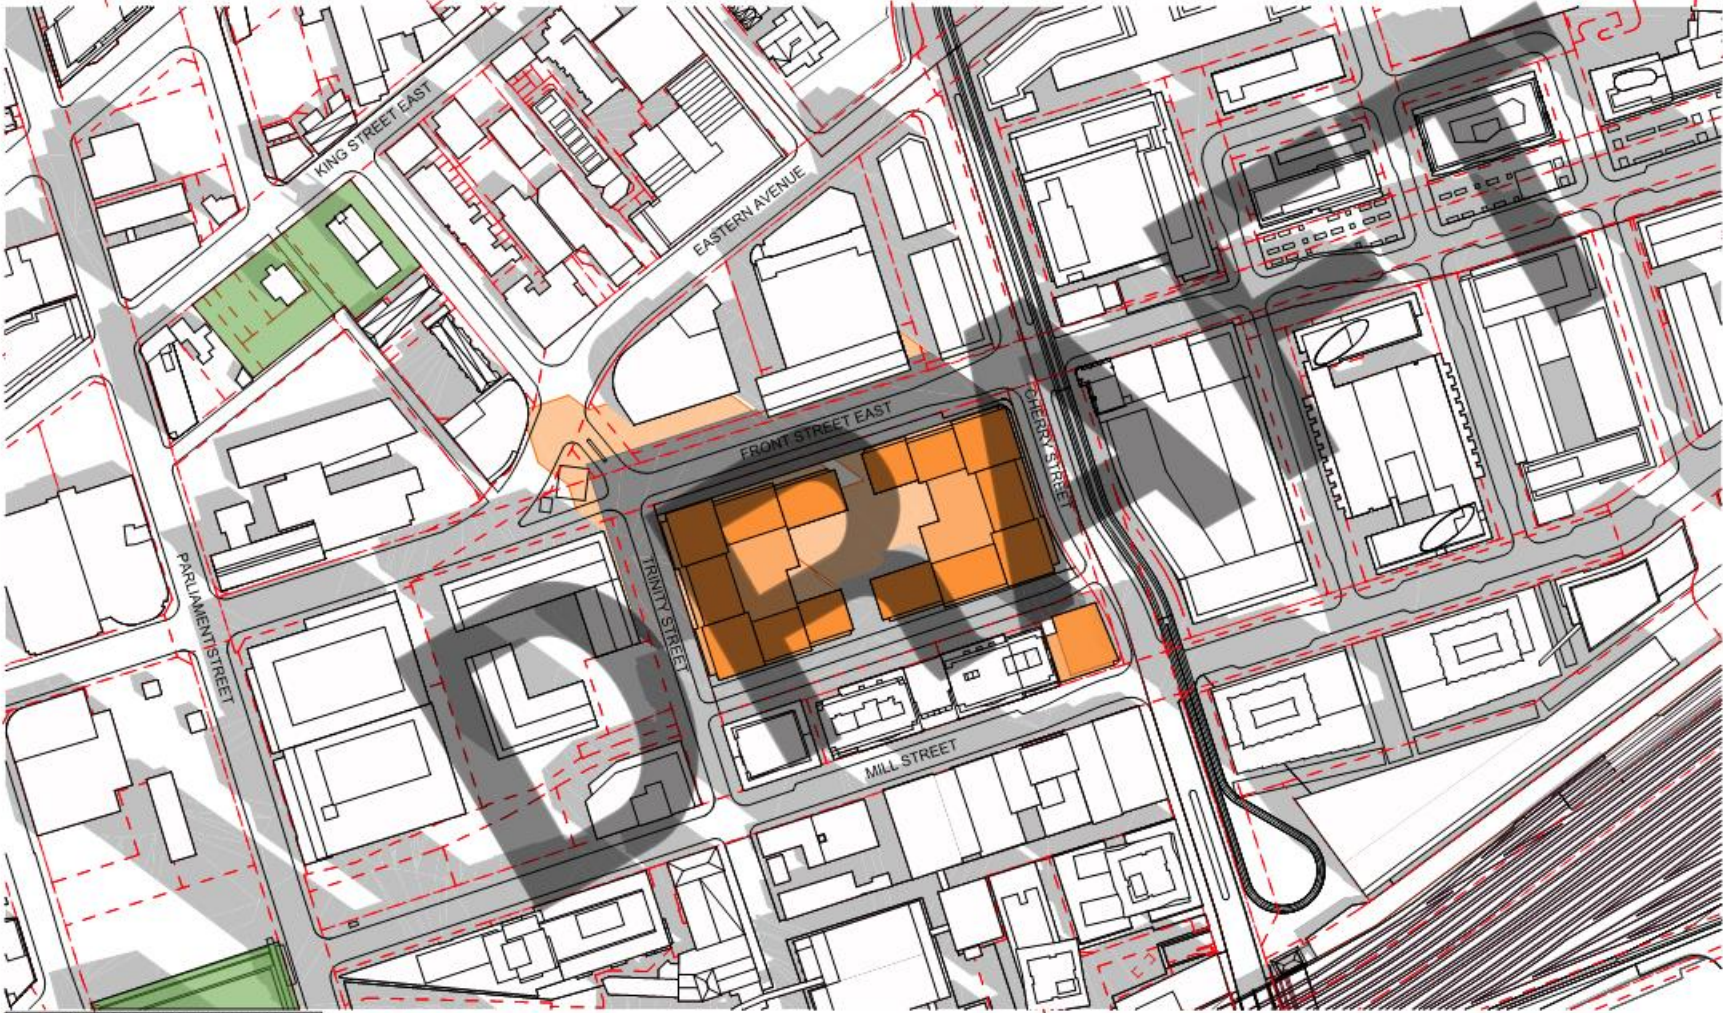 KING STREET EAST
EASTERN AVENUE
FRONT STREET EAST
CHERRY STREET
TRINITY STREET
PARLIAMENT STREET
MILL STREET
DRAFT